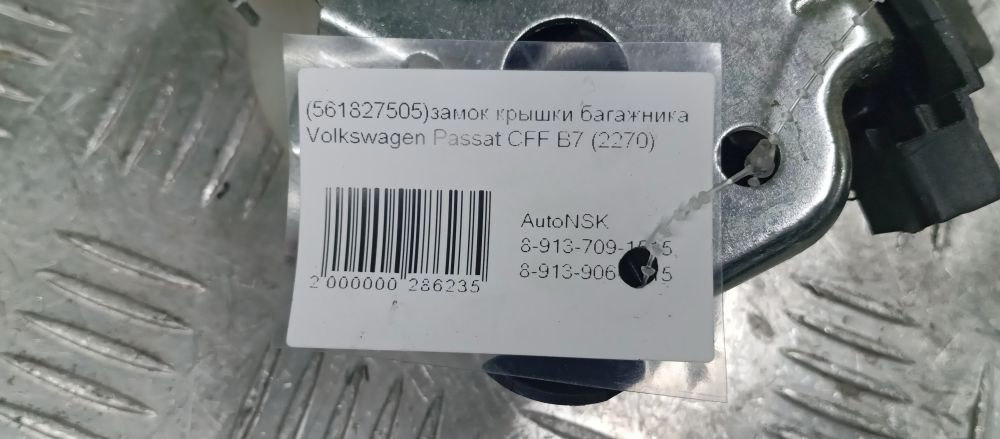 (561827505)замок крышки багажника
Volkswagen Passat CFF B7 (2270)
AutoNSK
2 000000 286235